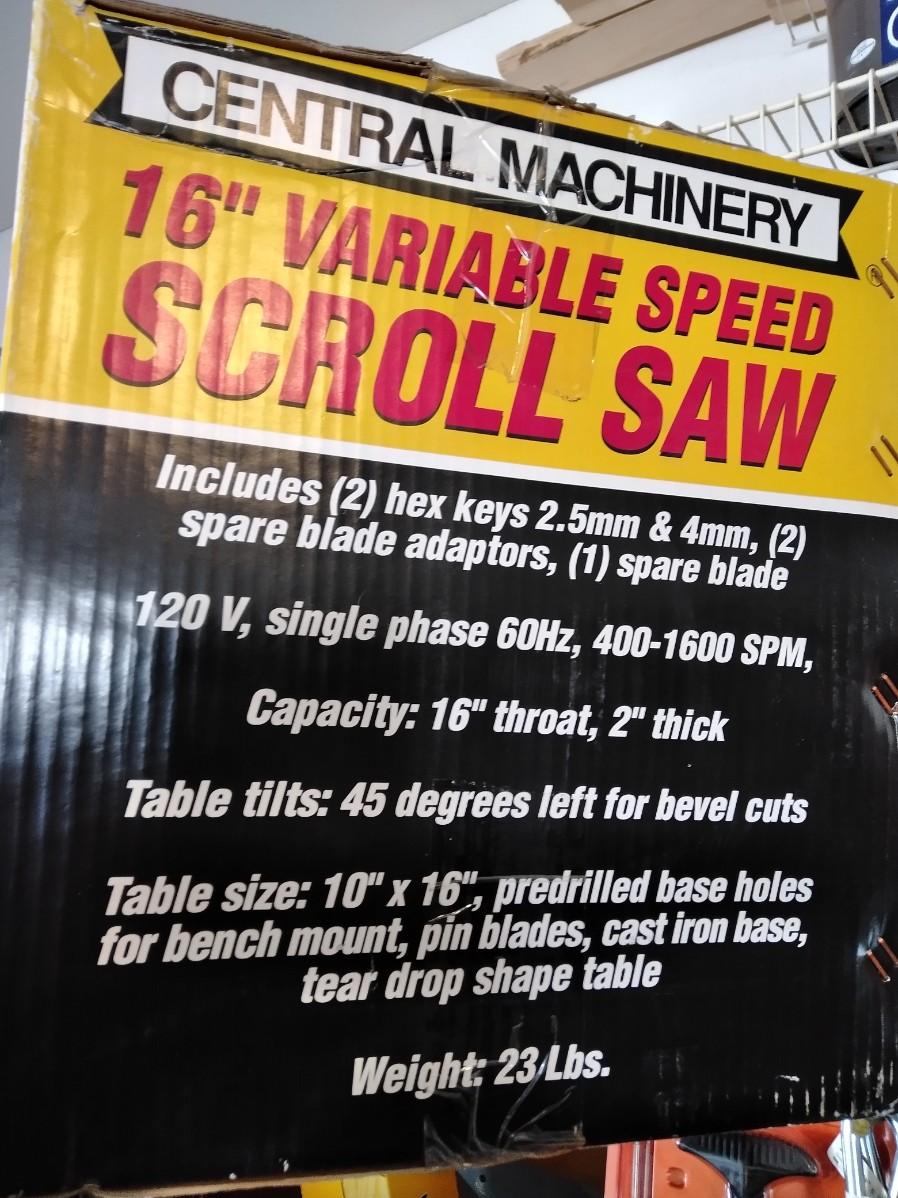 CENTRAL MACHINERY
16" VARIABLE SPEED
SCROLL SAW
Includes (2) hex keys 2.5mm & 4mm, (2)
spare blade adaptors, (1) spare blade
120 V, single phase 60Hz, 400-1600 SPM,
Capacity: 16" throat, 2" thick
Table tilts: 45 degrees left for bevel cuts
Table size: 10" x 16", predrilled base holes
for bench mount, pin blades, cast iron base,
tear drop shape table
Weight: 23 Lbs.